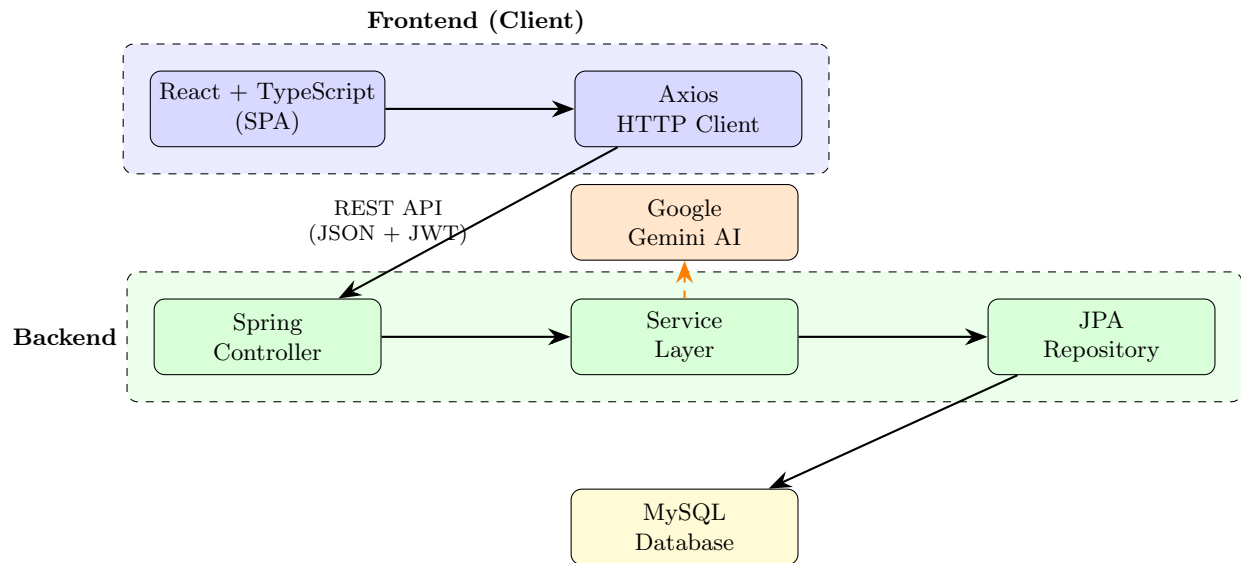 Frontend (Client)
React + TypeScript
(SPA)
Axios
HTTP Client
REST API
(JSON + JWT)
Google
Gemini AI
Backend
Spring
Controller
Service
Layer
JPA
Repository
MySQL
Database